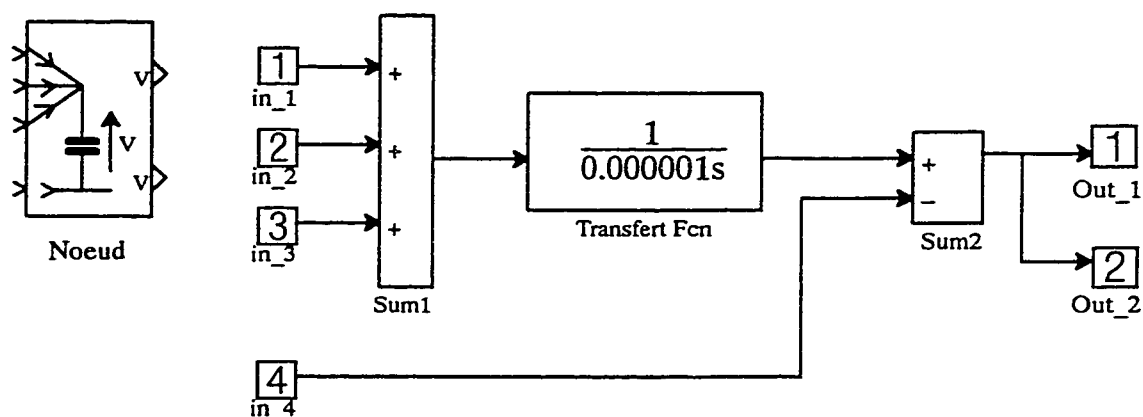 v
v
v
Noeud
1
in_1
2
in_2
3
in_3
4
in_4
+
+
+
Sum1
1
0.000001s
Transfert Fcn
+
−
Sum2
1
Out_1
2
Out_2